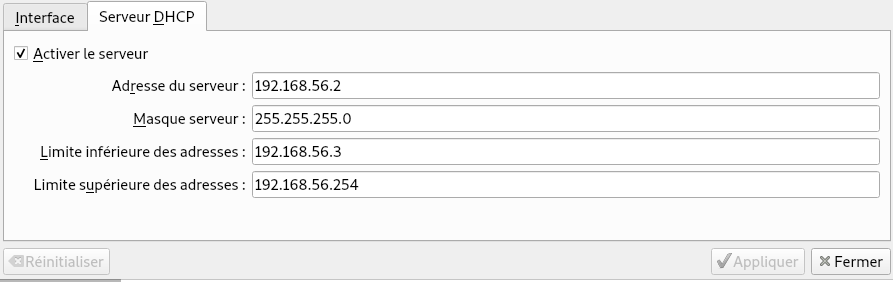 Interface Serveur DHCP
Activer le serveur
Adresse du serveur : 192.168.56.2
Masque serveur : 255.255.255.0
Limite inférieure des adresses : 192.168.56.3
Limite supérieure des adresses : 192.168.56.254
Réinitialiser Appliquer Fermer